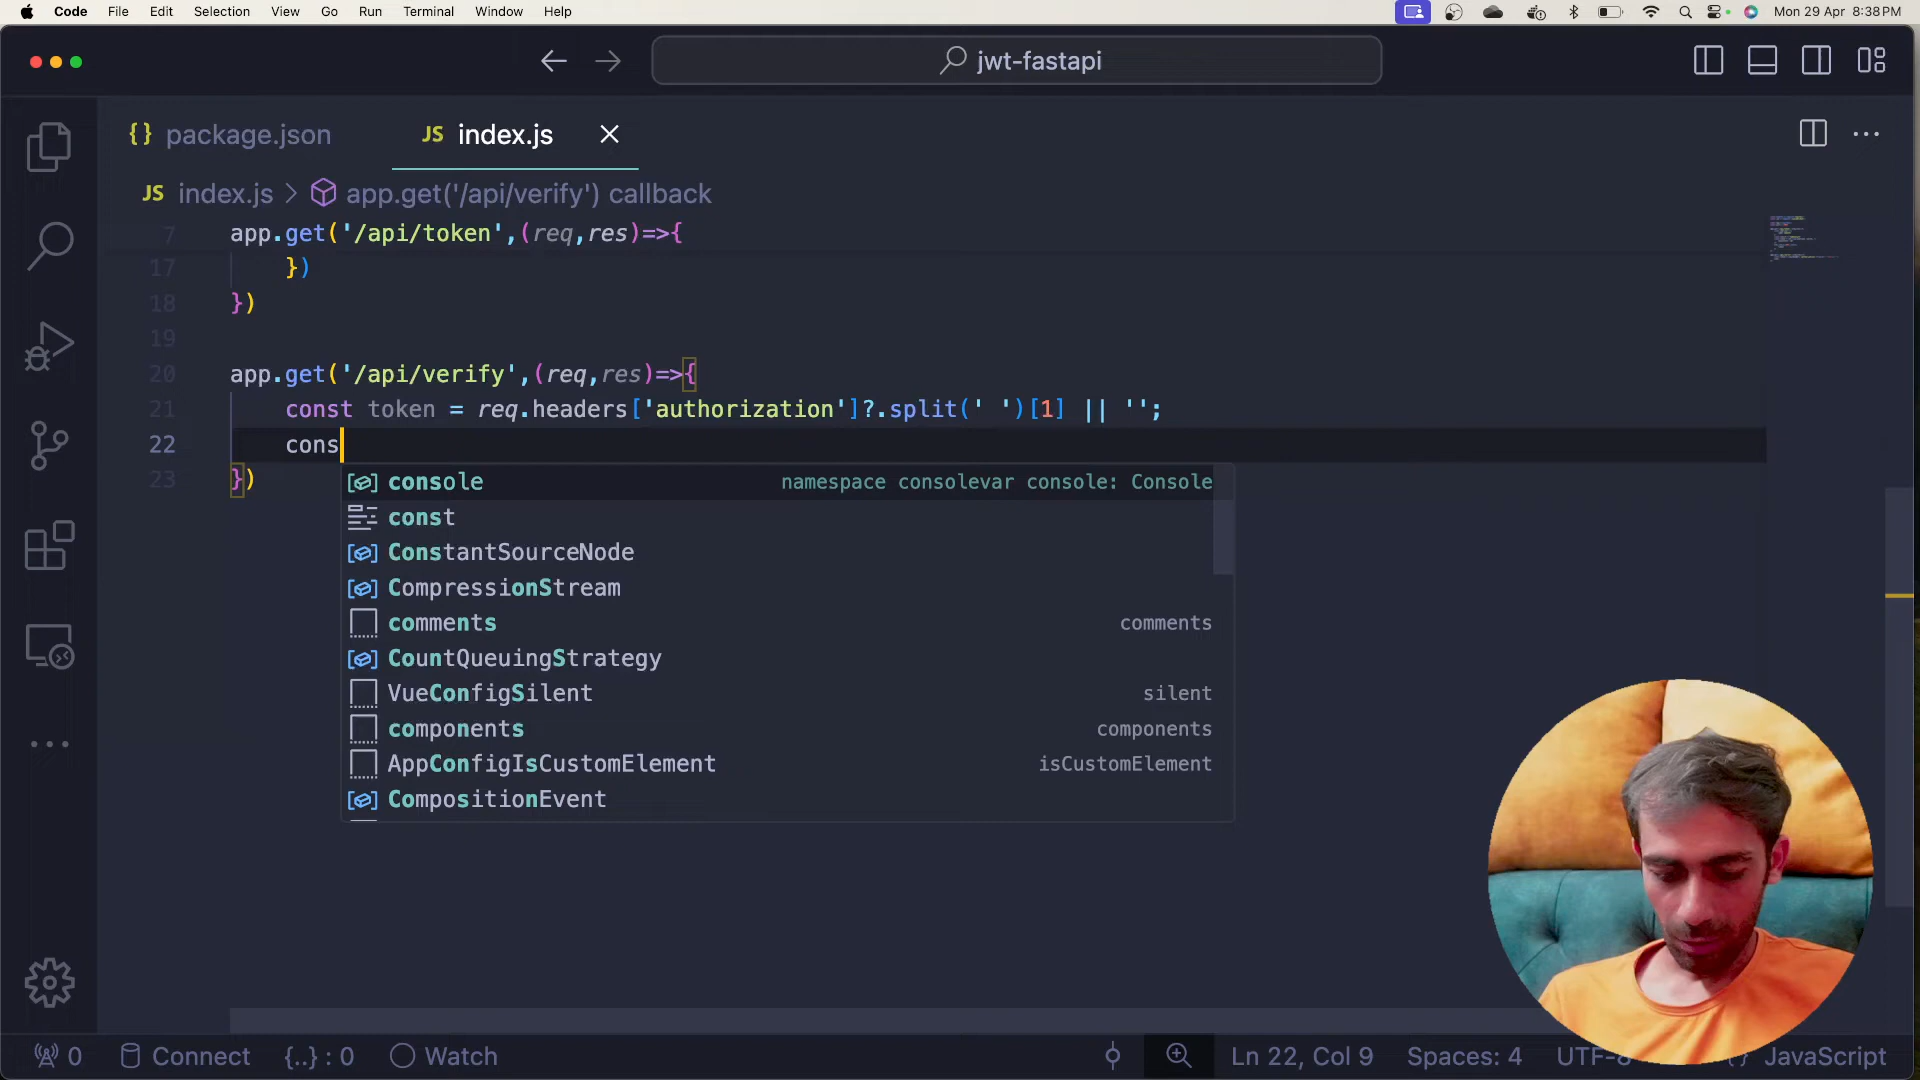 Code File Edit Selection View Go Run Terminal Window Help Mon 29 Apr 8:38 PM
jwt-fastapi
{} package.json JS index.js
JS index.js > app.get('/api/verify') callback
7 app.get('/api/token',(req,res)=>{
17 })
18 })
19
20 app.get('/api/verify',(req,res)=>{
21 const token = req.headers['authorization']?.split(' ')[1] || '';
22 cons
23 })
console namespace consolevar console: Console
const
ConstantSourceNode
CompressionStream
comments comments
CountQueuingStrategy
VueConfigSilent silent
components components
AppConfigIsCustomElement isCustomElement
CompositionEvent
0 Connect {..} : 0 Watch Ln 22, Col 9 Spaces: 4 UTF-8 JavaScript